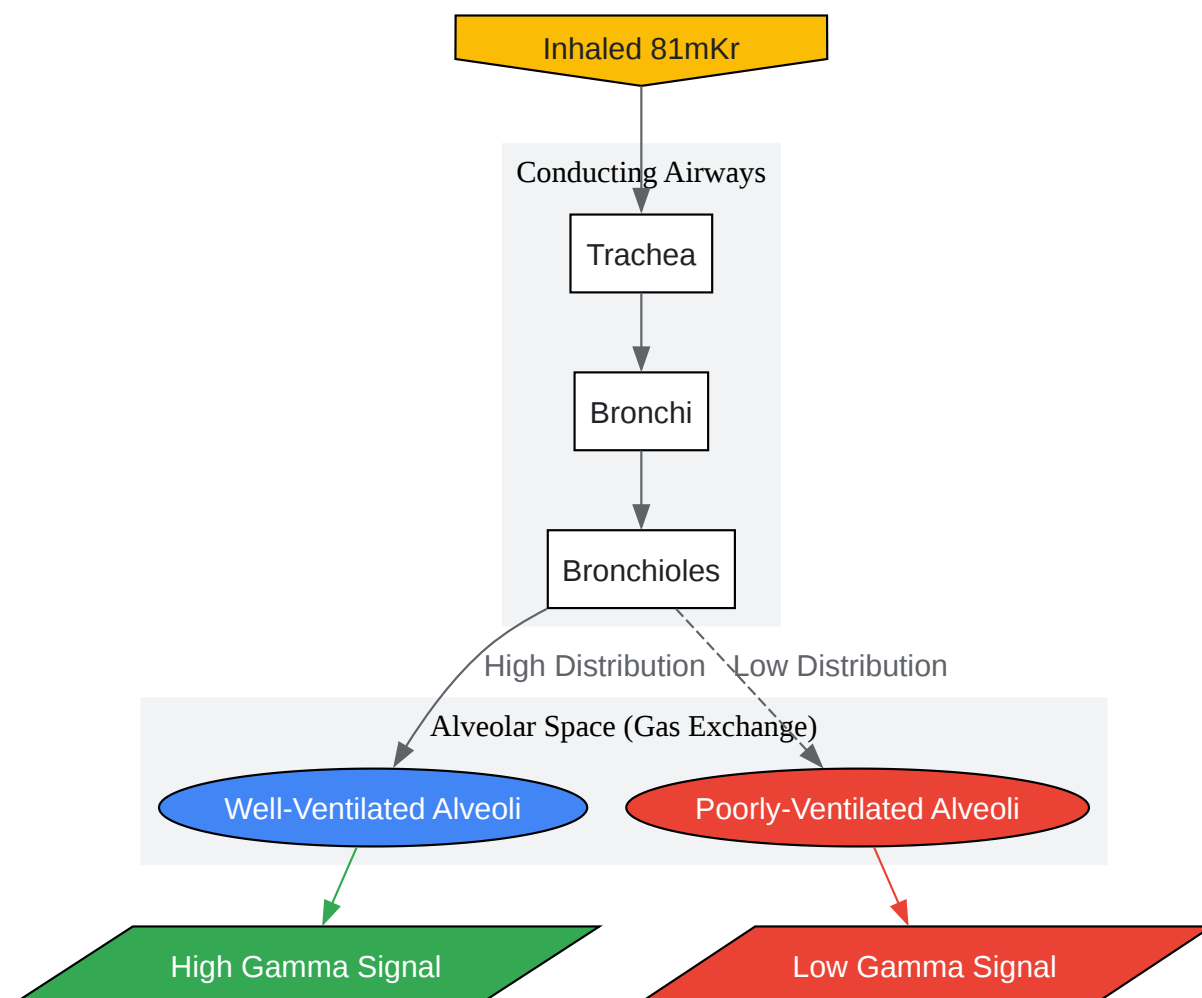 Inhaled 81mKr
Conducting Airways
Trachea
Bronchi
Bronchioles
High Distribution
Low Distribution
Alveolar Space (Gas Exchange)
Well-Ventilated Alveoli
Poorly-Ventilated Alveoli
High Gamma Signal
Low Gamma Signal